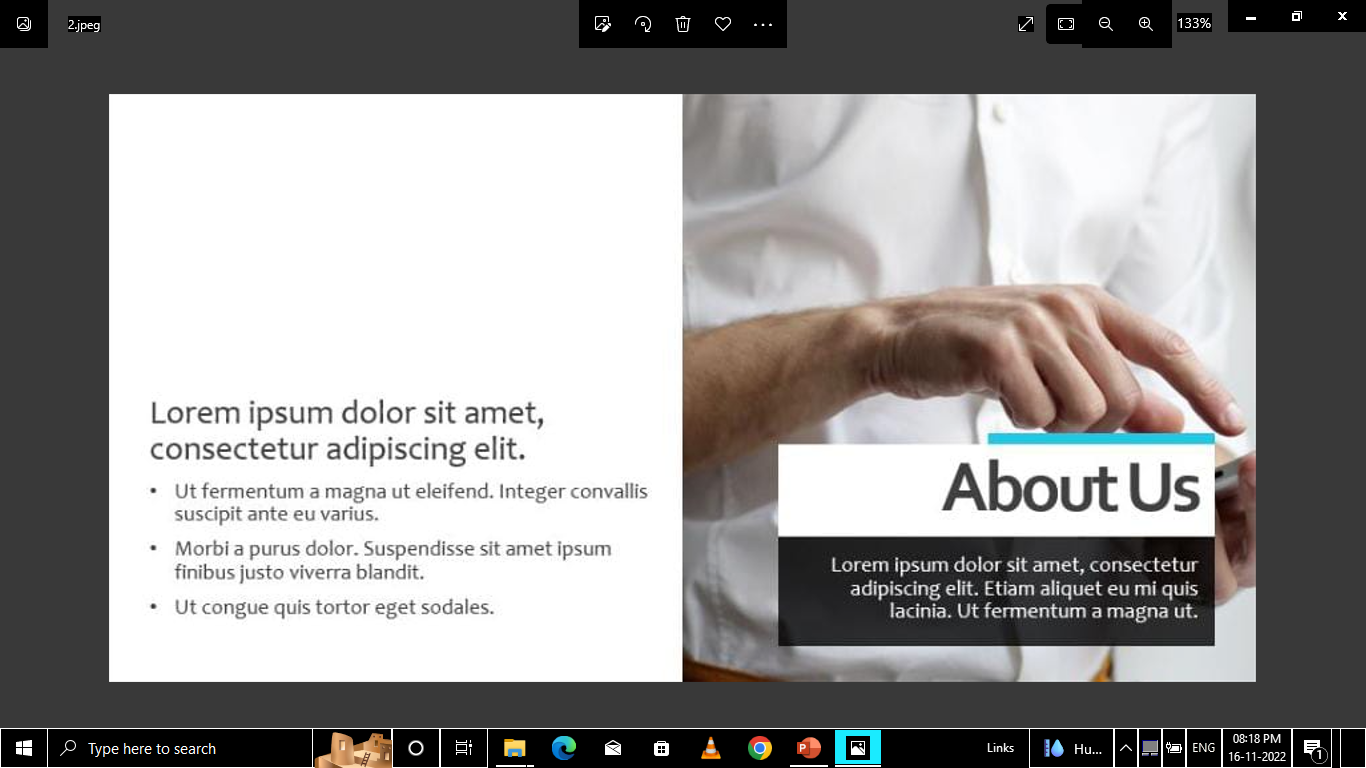 2.jpeg
133%
Lorem ipsum dolor sit amet,
consectetur adipiscing elit.
• Ut fermentum a magna ut eleifend. Integer convallis
suscipit ante eu varius.
• Morbi a purus dolor. Suspendisse sit amet ipsum
finibus justo viverra blandit.
• Ut congue quis tortor eget sodales.
About Us
Lorem ipsum dolor sit amet, consectetur
adipiscing elit. Etiam aliquet eu mi quis
lacinia. Ut fermentum a magna ut.
Type here to search
Links
Hu...
ENG
08:18 PM
16-11-2022
1